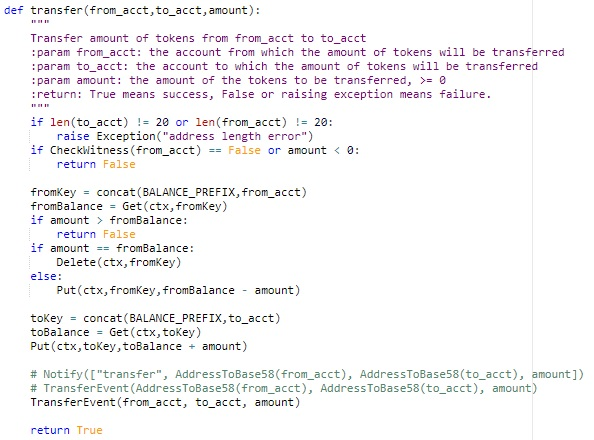 def transfer(from_acct,to_acct,amount):
    """
    Transfer amount of tokens from from_acct to to_acct
    :param from_acct: the account from which the amount of tokens will be transferred
    :param to_acct: the account to which the amount of tokens will be transferred
    :param amount: the amount of the tokens to be transferred, >= 0
    :return: True means success, False or raising exception means failure.
    """
    if len(to_acct) != 20 or len(from_acct) != 20:
        raise Exception("address length error")
    if CheckWitness(from_acct) == False or amount < 0:
        return False

    fromKey = concat(BALANCE_PREFIX,from_acct)
    fromBalance = Get(ctx,fromKey)
    if amount > fromBalance:
        return False
    if amount == fromBalance:
        Delete(ctx,fromKey)
    else:
        Put(ctx,fromKey,fromBalance - amount)

    toKey = concat(BALANCE_PREFIX,to_acct)
    toBalance = Get(ctx,toKey)
    Put(ctx,toKey,toBalance + amount)

    # Notify(["transfer", AddressToBase58(from_acct), AddressToBase58(to_acct), amount])
    # TransferEvent(AddressToBase58(from_acct), AddressToBase58(to_acct), amount)
    TransferEvent(from_acct, to_acct, amount)

    return True